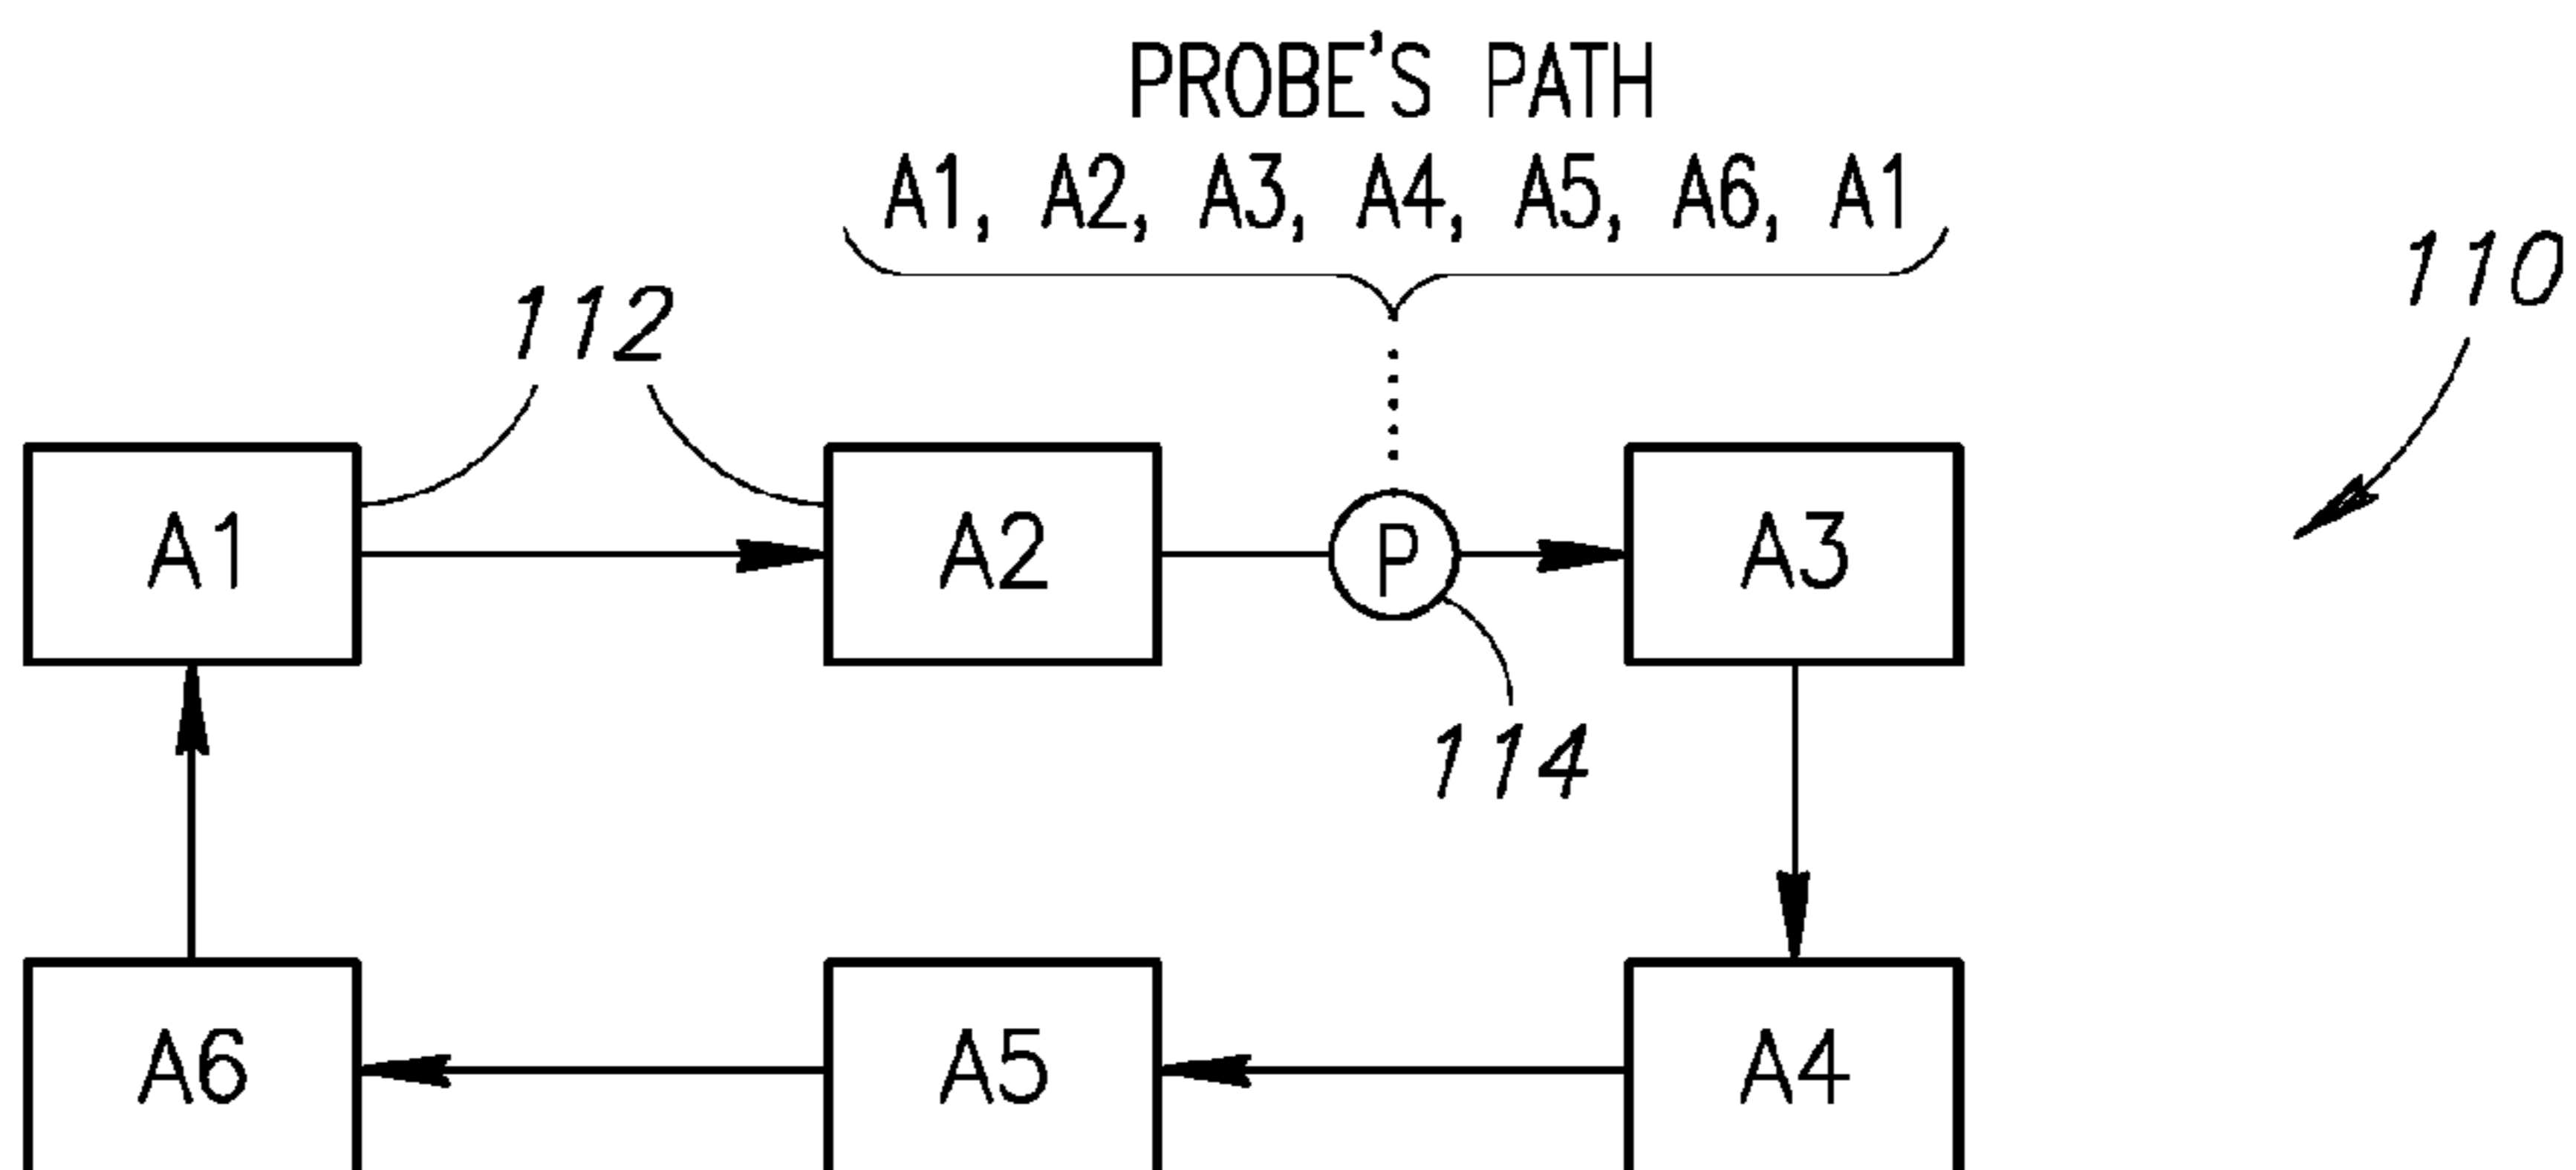 PROBE'S PATH
A1, A2, A3, A4, A5, A6, A1
110
112
A1
A2
P
A3
114
A6
A5
A4